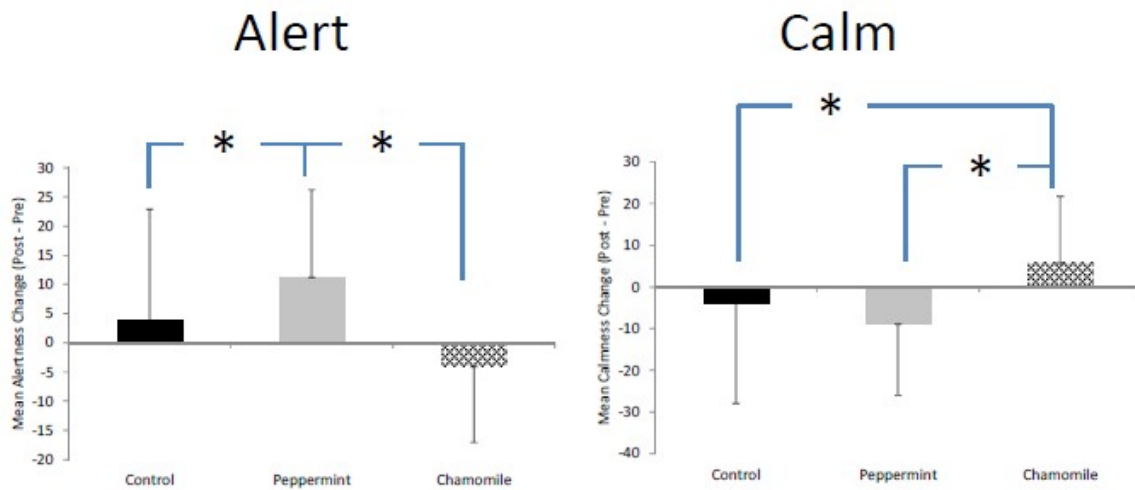 Alert
*
*
Mean Alertness Change (Post - Pre)
30
25
20
15
10
5
0
-5
-10
-15
-20
Control
Peppermint
Chamomile
Calm
*
*
Mean Calmness Change (Post - Pre)
30
20
10
0
-10
-20
-30
-40
Control
Peppermint
Chamomile